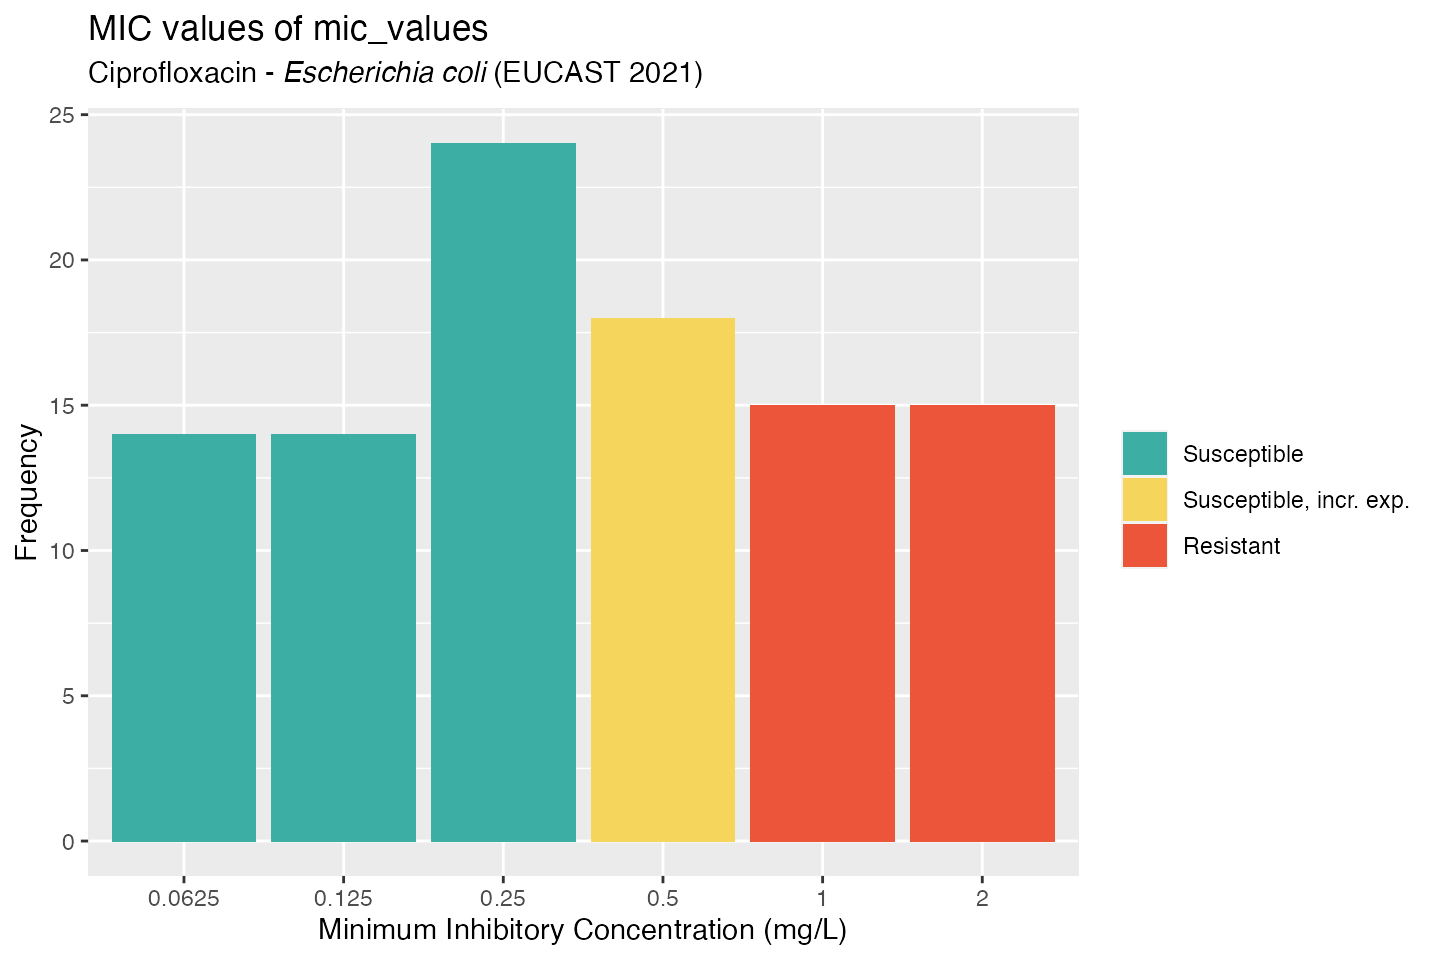 MIC values of mic_values
Ciprofloxacin - Escherichia coli (EUCAST 2021)
Frequency
25
20
15
10
5
0
0.0625 0.125 0.25 0.5 1 2
Minimum Inhibitory Concentration (mg/L)
Susceptible
Susceptible, incr. exp.
Resistant